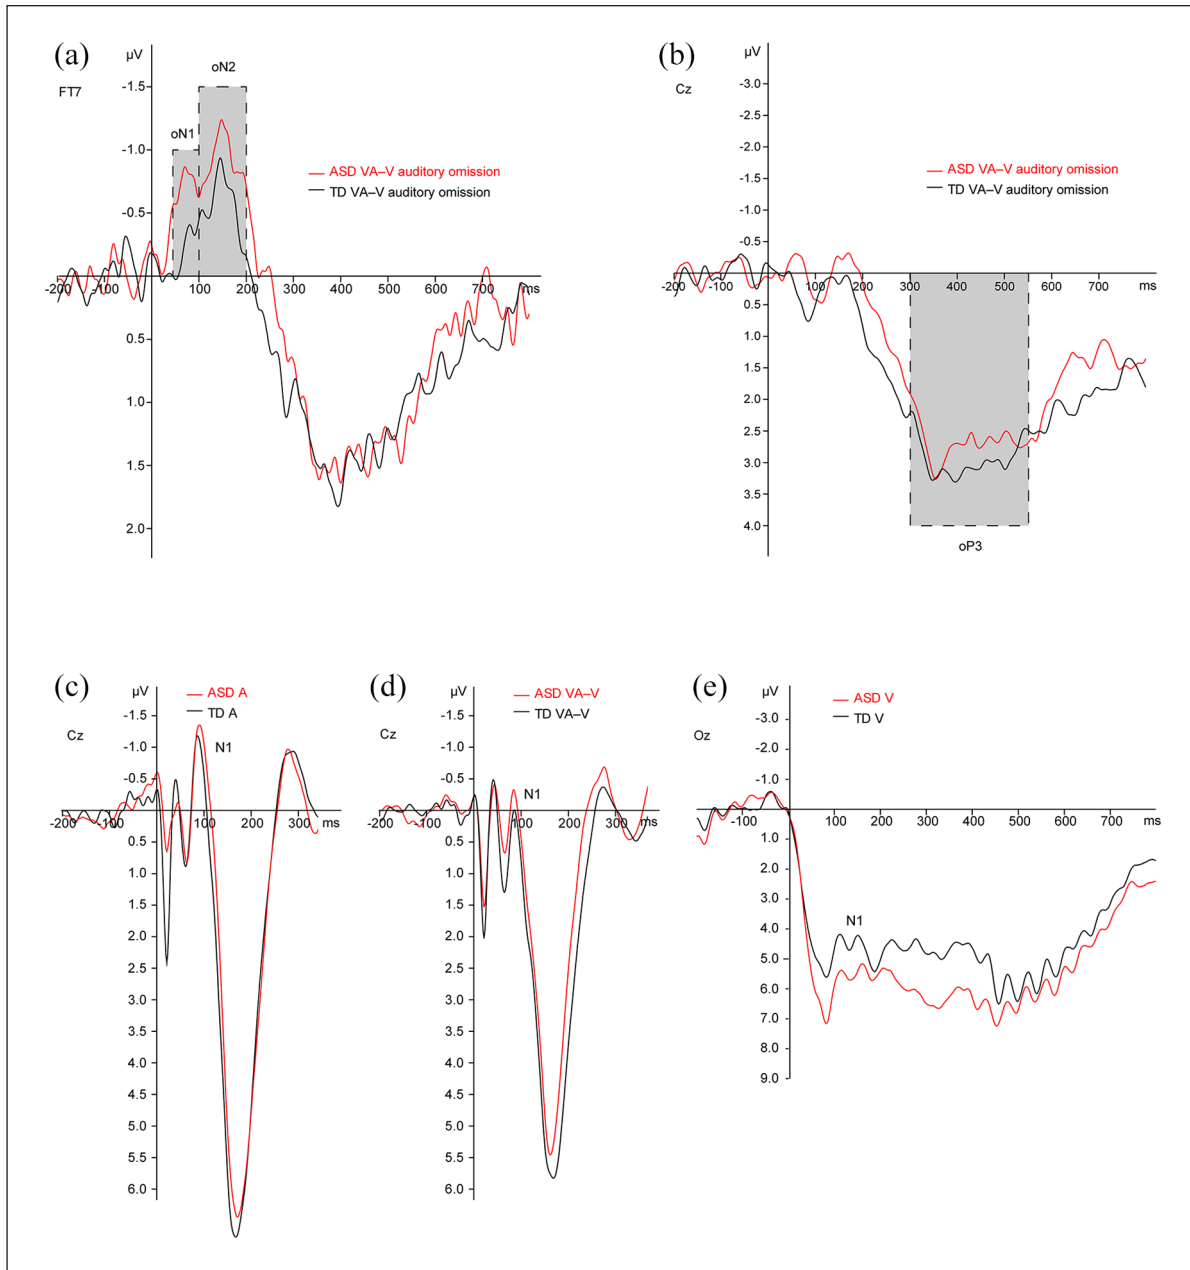 (a)
µV
FT7
-1.5
-1.0
-0.5
0.5
1.0
1.5
2.0
oN1
oN2
ASD VA–V auditory omission
TD VA–V auditory omission
-200 -100 100 200 300 400 500 600 700 ms
(b)
µV
Cz
-3.0
-2.5
-2.0
-1.5
-1.0
-0.5
0.5
1.0
1.5
2.0
2.5
3.0
3.5
4.0
ASD VA–V auditory omission
TD VA–V auditory omission
-200 -100 100 200 300 400 500 600 700 ms
oP3
(c)
µV
Cz
-1.5
-1.0
-0.5
0.5
1.0
1.5
2.0
2.5
3.0
3.5
4.0
4.5
5.0
5.5
6.0
ASD A
TD A
N1
-200 -100 100 200 300 ms
(d)
µV
Cz
-1.5
-1.0
-0.5
0.5
1.0
1.5
2.0
2.5
3.0
3.5
4.0
4.5
5.0
5.5
6.0
ASD VA–V
TD VA–V
N1
-200 -100 100 200 300 ms
(e)
µV
Oz
-3.0
-2.0
-1.0
1.0
2.0
3.0
4.0
5.0
6.0
7.0
8.0
9.0
ASD V
TD V
N1
-100 100 200 300 400 500 600 700 ms